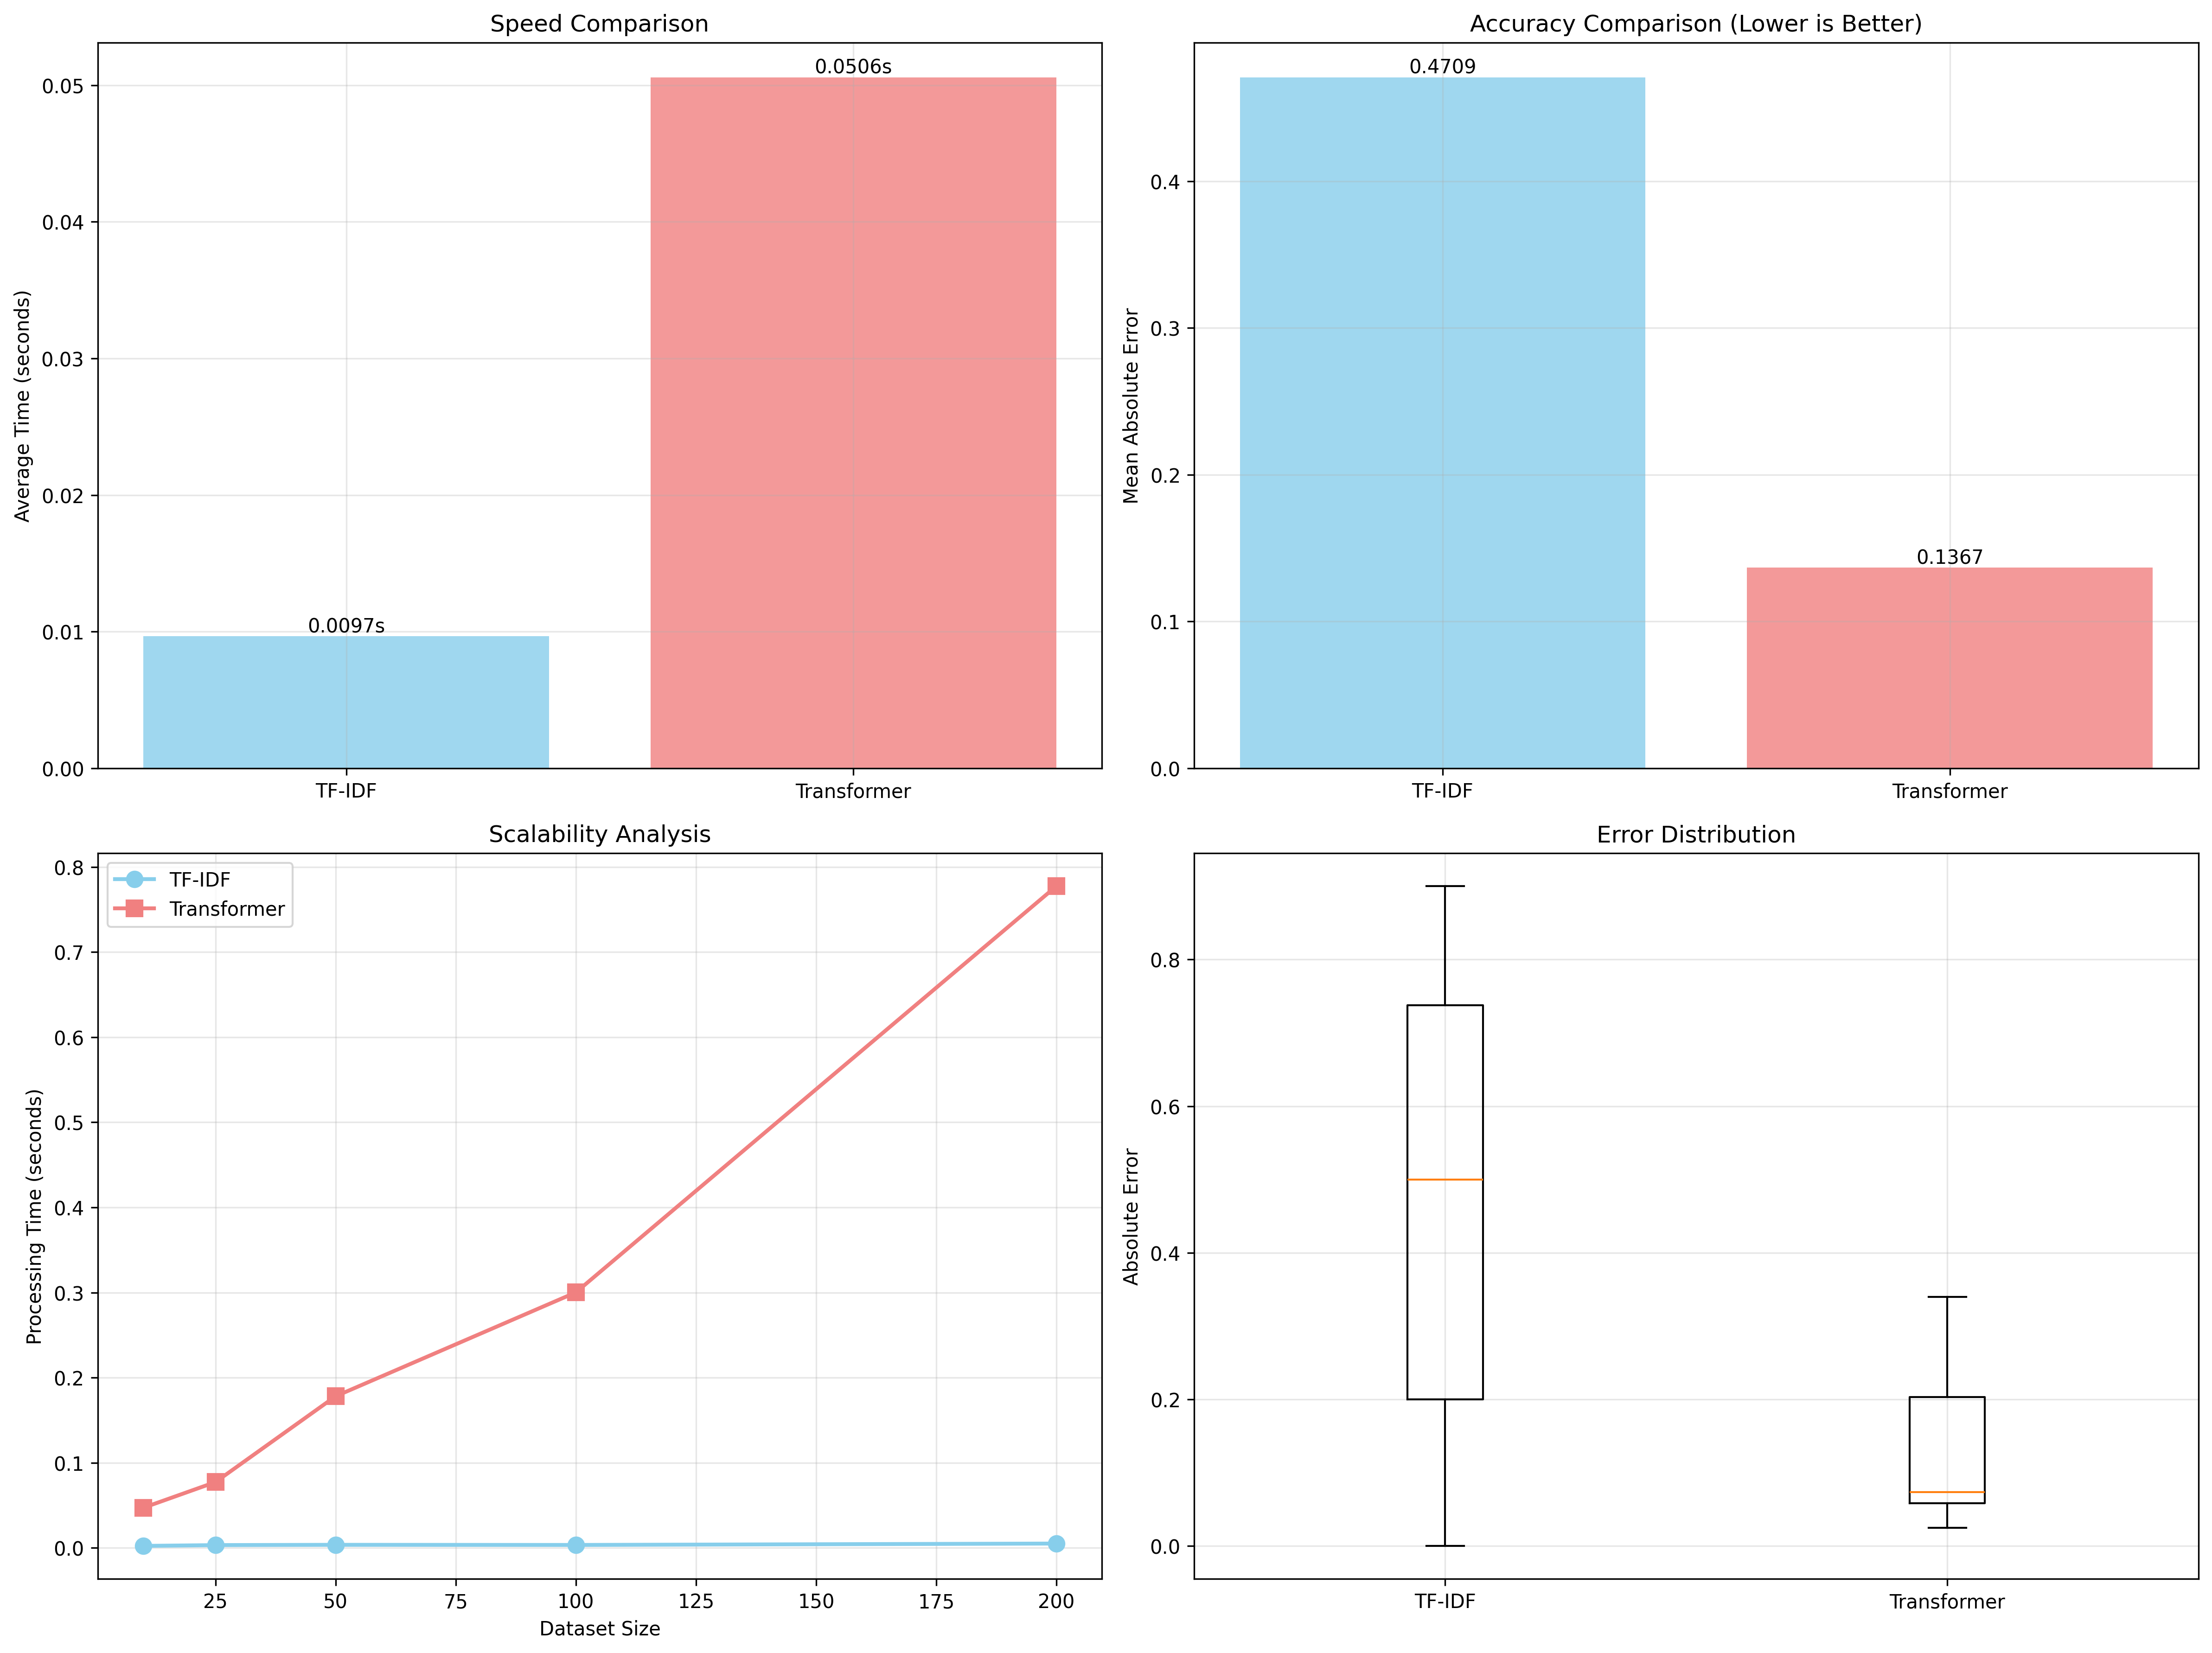 Speed Comparison
Average Time (seconds)
0.05
0.04
0.03
0.02
0.01
0.00
0.0097s
0.0506s
TF-IDF
Transformer
Accuracy Comparison (Lower is Better)
Mean Absolute Error
0.4
0.3
0.2
0.1
0.0
0.4709
0.1367
TF-IDF
Transformer
Scalability Analysis
TF-IDF
Transformer
Processing Time (seconds)
0.8
0.7
0.6
0.5
0.4
0.3
0.2
0.1
0.0
25
50
75
100
125
150
175
200
Dataset Size
Error Distribution
Absolute Error
0.8
0.6
0.4
0.2
0.0
TF-IDF
Transformer